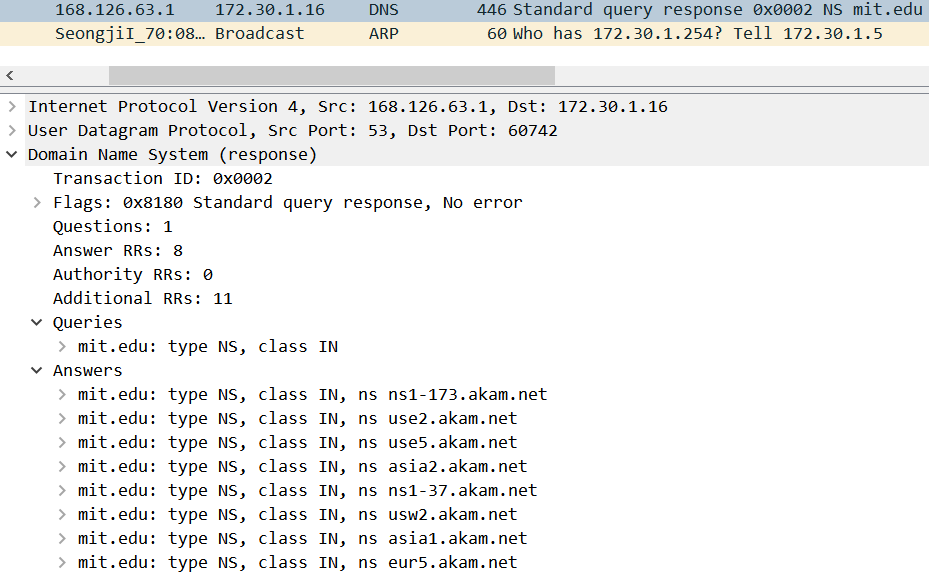 168.126.63.1 172.30.1.16 DNS 446 Standard query response 0x0002 NS mit.edu
SeongjiI_70:08… Broadcast ARP 60 Who has 172.30.1.254? Tell 172.30.1.5
Internet Protocol Version 4, Src: 168.126.63.1, Dst: 172.30.1.16
User Datagram Protocol, Src Port: 53, Dst Port: 60742
Domain Name System (response)
Transaction ID: 0x0002
Flags: 0x8180 Standard query response, No error
Questions: 1
Answer RRs: 8
Authority RRs: 0
Additional RRs: 11
Queries
mit.edu: type NS, class IN
Answers
mit.edu: type NS, class IN, ns ns1-173.akam.net
mit.edu: type NS, class IN, ns use2.akam.net
mit.edu: type NS, class IN, ns use5.akam.net
mit.edu: type NS, class IN, ns asia2.akam.net
mit.edu: type NS, class IN, ns ns1-37.akam.net
mit.edu: type NS, class IN, ns usw2.akam.net
mit.edu: type NS, class IN, ns asia1.akam.net
mit.edu: type NS, class IN, ns eur5.akam.net